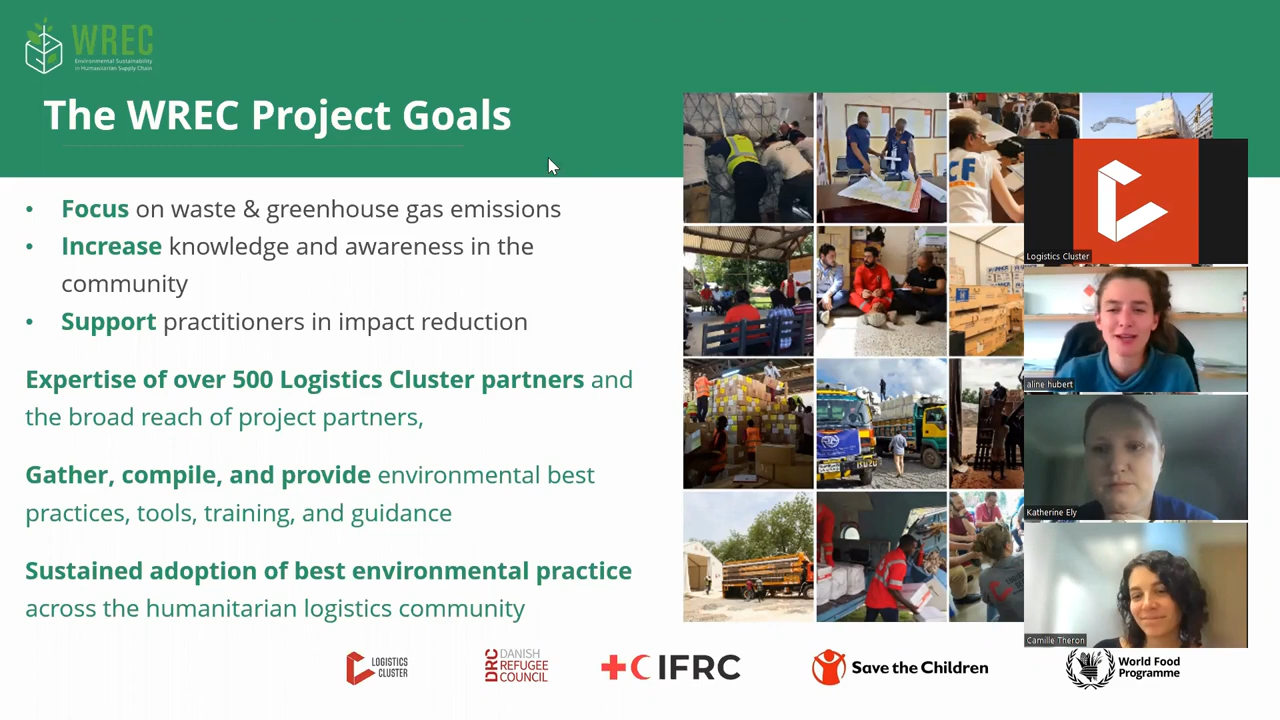 WREC
Environmental Sustainability
in Humanitarian Supply Chain
The WREC Project Goals
• Focus on waste & greenhouse gas emissions
• Increase knowledge and awareness in the
community
• Support practitioners in impact reduction
Expertise of over 500 Logistics Cluster partners and
the broad reach of project partners,
Gather, compile, and provide environmental best
practices, tools, training, and guidance
Sustained adoption of best environmental practice
across the humanitarian logistics community
CF
ISUZU
Logistics Cluster
aline hubert
Katherine Ely
Camille Theron
LOGISTICS
CLUSTER
DRC
DANISH
REFUGEE
COUNCIL
IFRC
Save the Children
World Food
Programme